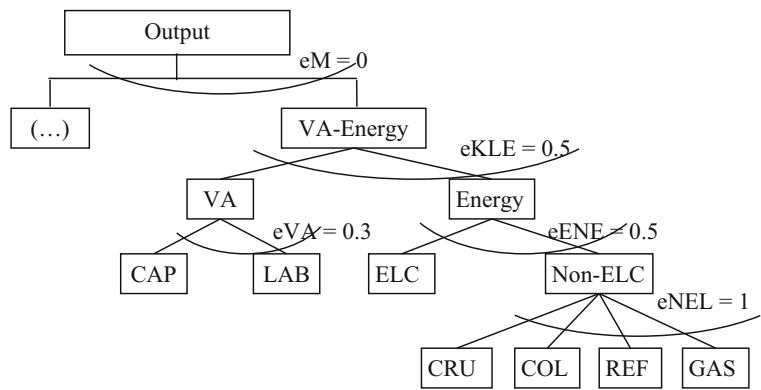 Output
eM = 0
(…)
VA-Energy
eKLE = 0.5
VA
Energy
eVA = 0.3
eENE = 0.5
CAP
LAB
ELC
Non-ELC
eNEL = 1
CRU
COL
REF
GAS